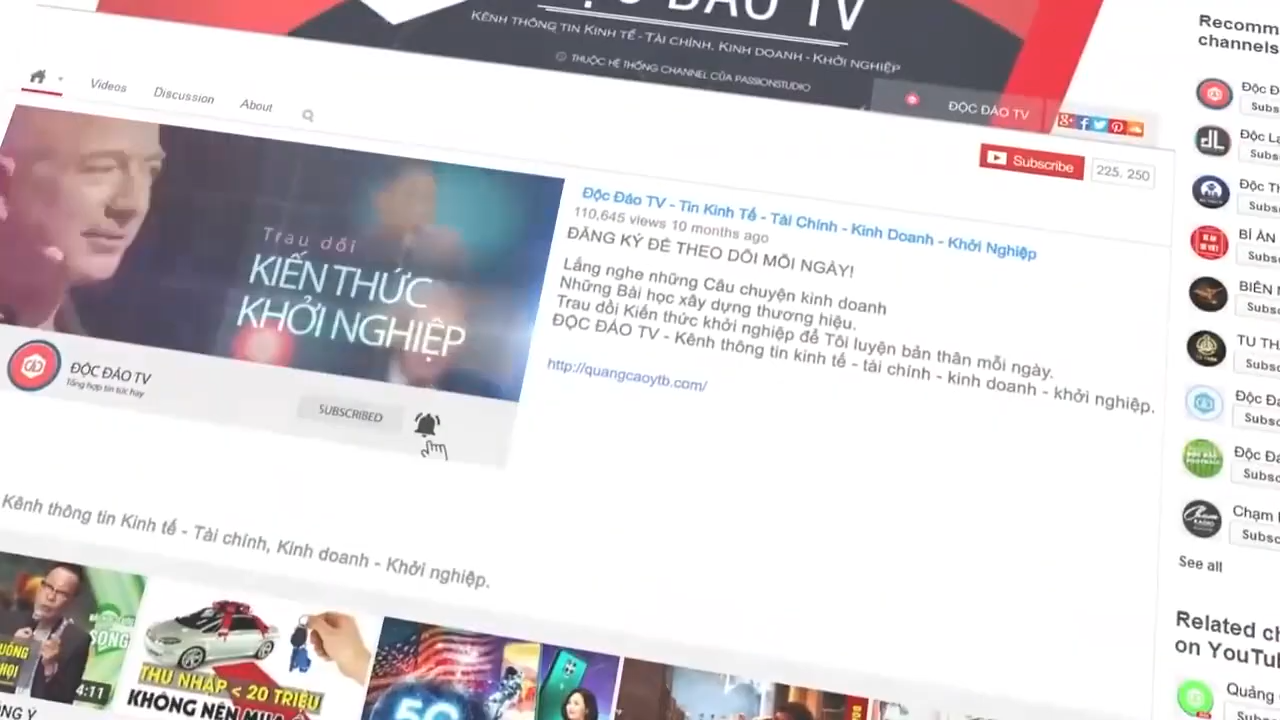 ĐỘC ĐÁO TV
KÊNH THÔNG TIN KINH TẾ - TÀI CHÍNH, KINH DOANH - KHỞI NGHIỆP
THUỘC HỆ THỐNG CHANNEL CỦA PASSIONSTUDIO
ĐỘC ĐÁO TV
Videos
Discussion
About
Subscribe
225, 250
Trau dồi
KIẾN THỨC
KHỞI NGHIỆP
ĐỘC ĐÁO TV
Tổng hợp tin tức hay
SUBSCRIBED
Độc Đáo TV - Tin Kinh Tế - Tài Chính - Kinh Doanh - Khởi Nghiệp
110,645 views 10 months ago
ĐĂNG KÝ ĐỂ THEO DÕI MỖI NGÀY!
Lắng nghe những Câu chuyện kinh doanh
Những Bài học xây dựng thương hiệu.
Trau dồi Kiến thức khởi nghiệp để Tôi luyện bản thân mỗi ngày.
ĐỘC ĐÁO TV - Kênh thông tin kinh tế - tài chính - kinh doanh - khởi nghiệp.
http://quangcaoytb.com/
Kênh thông tin Kinh tế - Tài chính, Kinh doanh - Khởi nghiệp.
SONG
4:11
THU NHẬP < 20 TRIỆU
KHÔNG NÊN MUA
5G
Recomm
channels
Độc Đ
Subs
Độc Lạ
Subs
Độc Th
Subs
BÍ ẨN
Subs
BIÊN
Subs
TU TH
Subs
Độc Đá
Subs
Độc Đá
Subs
Chạm
Subs
See all
Related ch
on YouTu
Quảng
Subs